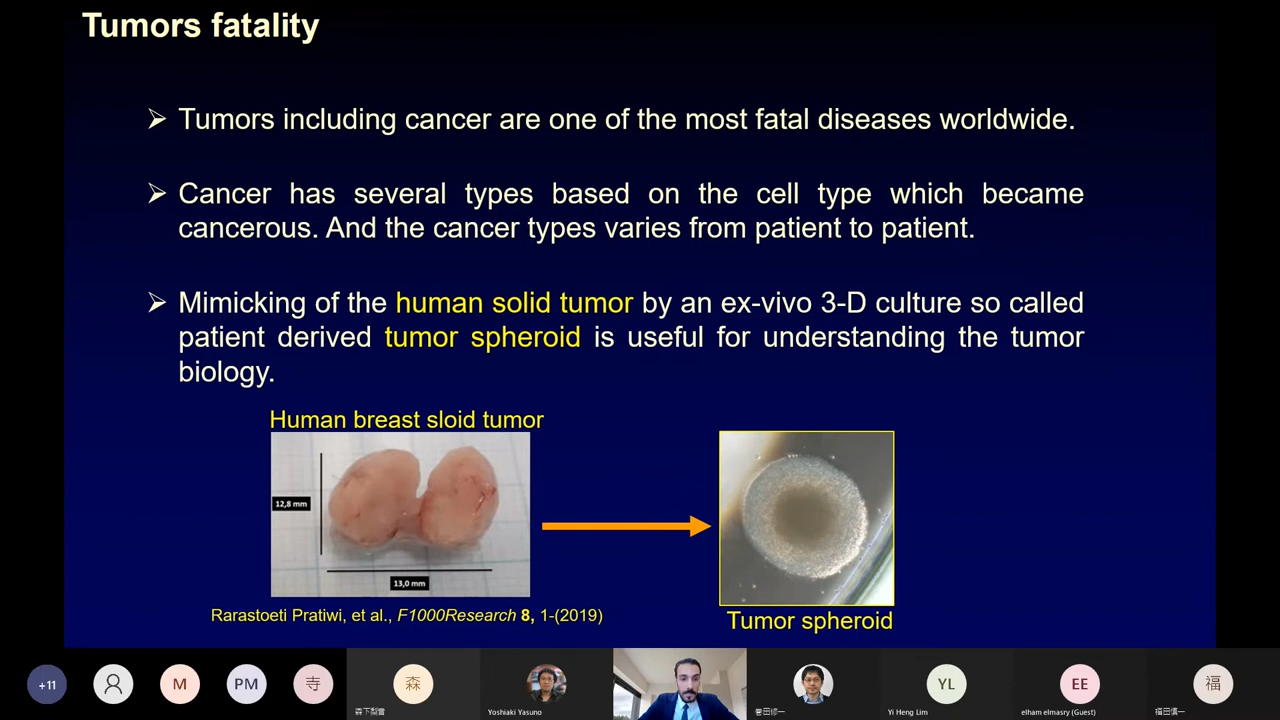 Tumors fatality
➢ Tumors including cancer are one of the most fatal diseases worldwide.
➢ Cancer has several types based on the cell type which became
cancerous. And the cancer types varies from patient to patient.
➢ Mimicking of the human solid tumor by an ex-vivo 3-D culture so called
patient derived tumor spheroid is useful for understanding the tumor
biology.
Human breast sloid tumor
12,8 mm
13,0 mm
Rarastoeti Pratiwi, et al., F1000Research 8, 1-(2019)
Tumor spheroid
+11
M
PM
寺
森
Yoshiaki Yasuno
YL
Yi Heng Lim
EE
elham elmasry (Guest)
福
福田慎一